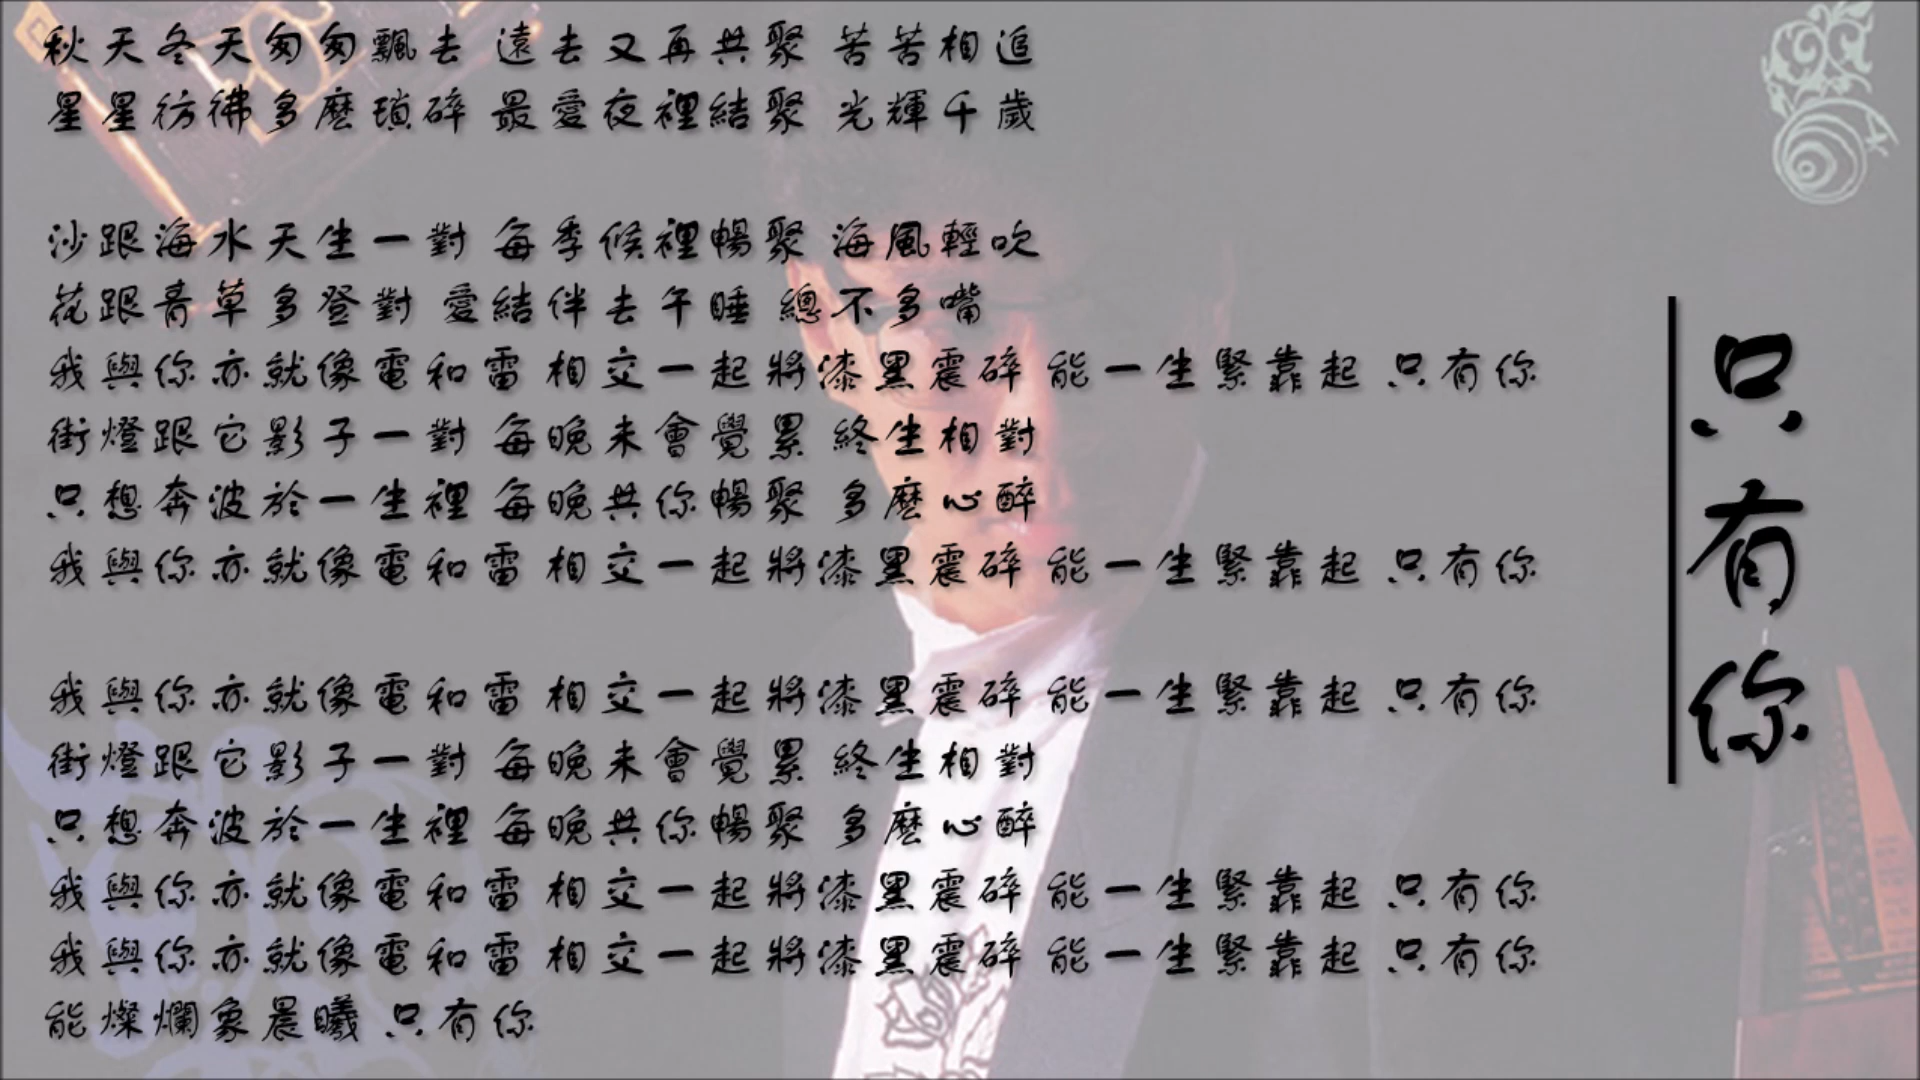 秋天冬天匆匆飄去 遠去又再共聚 苦苦相追
星星彷彿多麼瑣碎 最愛夜裡結聚 光輝千歲
沙跟海水天生一對 每季候裡暢聚 海風輕吹
花跟青草多登對 愛結伴去午睡 總不多嘴
我與你亦就像電和雷 相交一起將漆黑震碎 能一生緊靠起 只有你
街燈跟它影子一對 每晚未會覺累 終生相對
只想奔波於一生裡 每晚共你暢聚 多麼心醉
我與你亦就像電和雷 相交一起將漆黑震碎 能一生緊靠起 只有你
我與你亦就像電和雷 相交一起將漆黑震碎 能一生緊靠起 只有你
街燈跟它影子一對 每晚未會覺累 終生相對
只想奔波於一生裡 每晚共你暢聚 多麼心醉
我與你亦就像電和雷 相交一起將漆黑震碎 能一生緊靠起 只有你
我與你亦就像電和雷 相交一起將漆黑震碎 能一生緊靠起 只有你
能燦爛象晨曦 只有你
只有你